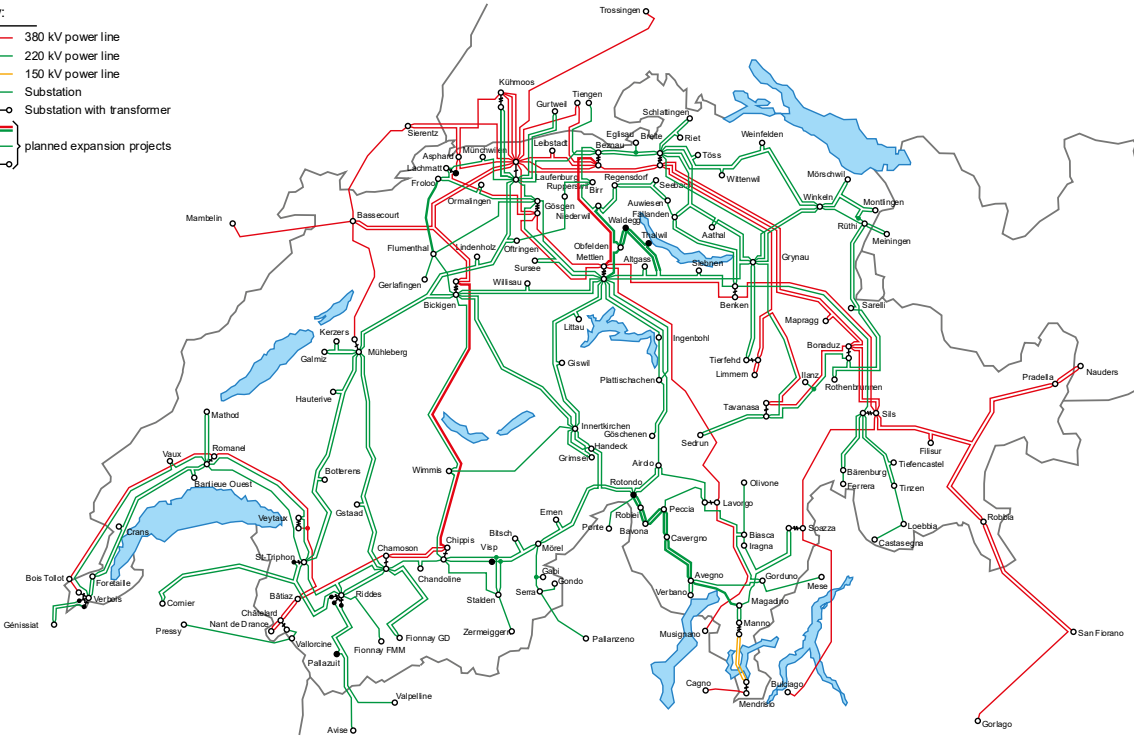 380 kV power line
220 kV power line
150 kV power line
Substation
Substation with transformer
planned expansion projects
Trossingen
Kühmoos
Tiengen
Gurtweil
Schlattingen
Sierentz
Eglisau
Breite
Riet
Weinfelden
Leibstadt
Beznau
Asphard
Münchwilen
Töss
Lachmatt
Froloo
Laufenburg
Rupperswil
Birr
Regensdorf
Seebach
Wittenwil
Mörschwil
Ormalingen
Gösgen
Niederwil
Auwiesen
Fällanden
Waldegg
Winkeln
Montlingen
Mambelin
Bassecourt
Thalwil
Aathal
Rüthi
Meiningen
Flumenthal
Lindenholz
Oftringen
Obfelden
Mettlen
Altgass
Siebnen
Grynau
Sursee
Gerlafingen
Willisau
Bickigen
Benken
Sarelli
Mapragg
Kerzers
Galmiz
Mühleberg
Littau
Ingenbohl
Tierfehd
Bonaduz
Giswil
Limmern
Ilanz
Rothenbrunnen
Plattischachen
Pradella
Nauders
Hauterive
Tavanasa
Mathod
Sils
Innertkirchen
Göschenen
Sedrun
Filisur
Romanel
Vaux
Handeck
Grimsel
Banlieue Ouest
Botterens
Wimmis
Airolo
Bärenburg
Ferrera
Tiefencastel
Tinzen
Rotondo
Olivone
Gstaad
Veytaux
Crans
Ernen
Ponte
Robiei
Bavona
Peccia
Lavorgo
Robbia
Soazza
Loebbia
Castasegna
Bitsch
Visp
Mörel
Cavergno
Biasca
Iragna
Chamoson
Chippis
St-Triphon
Chandoline
Gabi
Gondo
Serra
Avegno
Gorduno
Mese
Verbano
Bois Tollot
Foretaille
Verbois
Bâtiaz
Riddes
Stalden
Magadino
Cornier
Châtelard
Nant de Drance
Génissiat
Pressy
Vallorcine
Fionnay GD
Fionnay FMM
Zermeiggern
Pallanzeno
Musignano
Manno
San Fiorano
Pallazuit
Cagno
Bulciago
Mendrisio
Valpelline
Avise
Gorlago